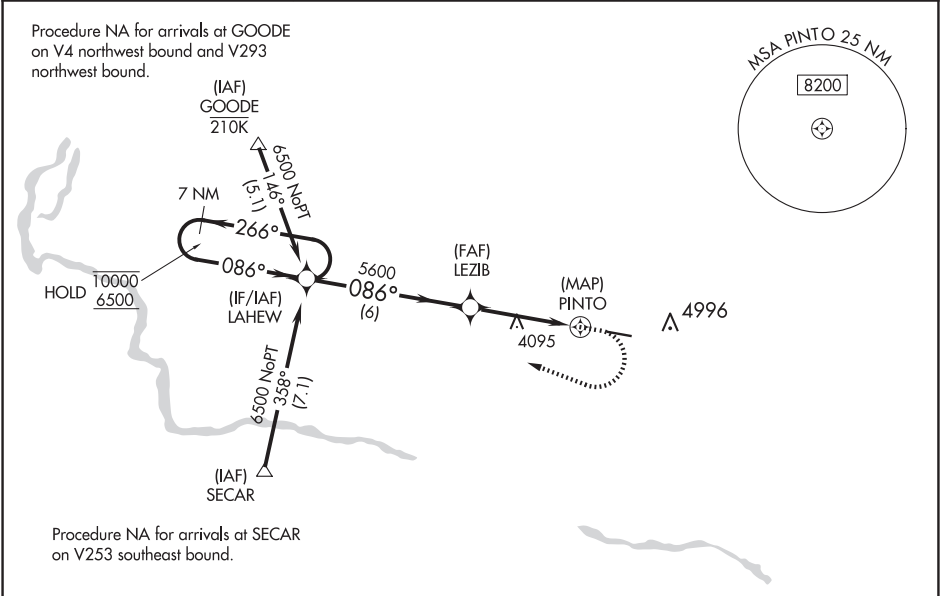 Procedure NA for arrivals at GOODE
on V4 northwest bound and V293
northwest bound.
MSA PINTO 25 NM
8200
(IAF)
GOODE
210K
6500 NoPT
146°
(5.1)
7 NM
266°
086°
HOLD
10000
6500
(IF/IAF)
LAHEW
5600
086°
(6)
(FAF)
LEZIB
(MAP)
PINTO
4095
4996
6500 NoPT
358°
(7.1)
(IAF)
SECAR
Procedure NA for arrivals at SECAR
on V253 southeast bound.